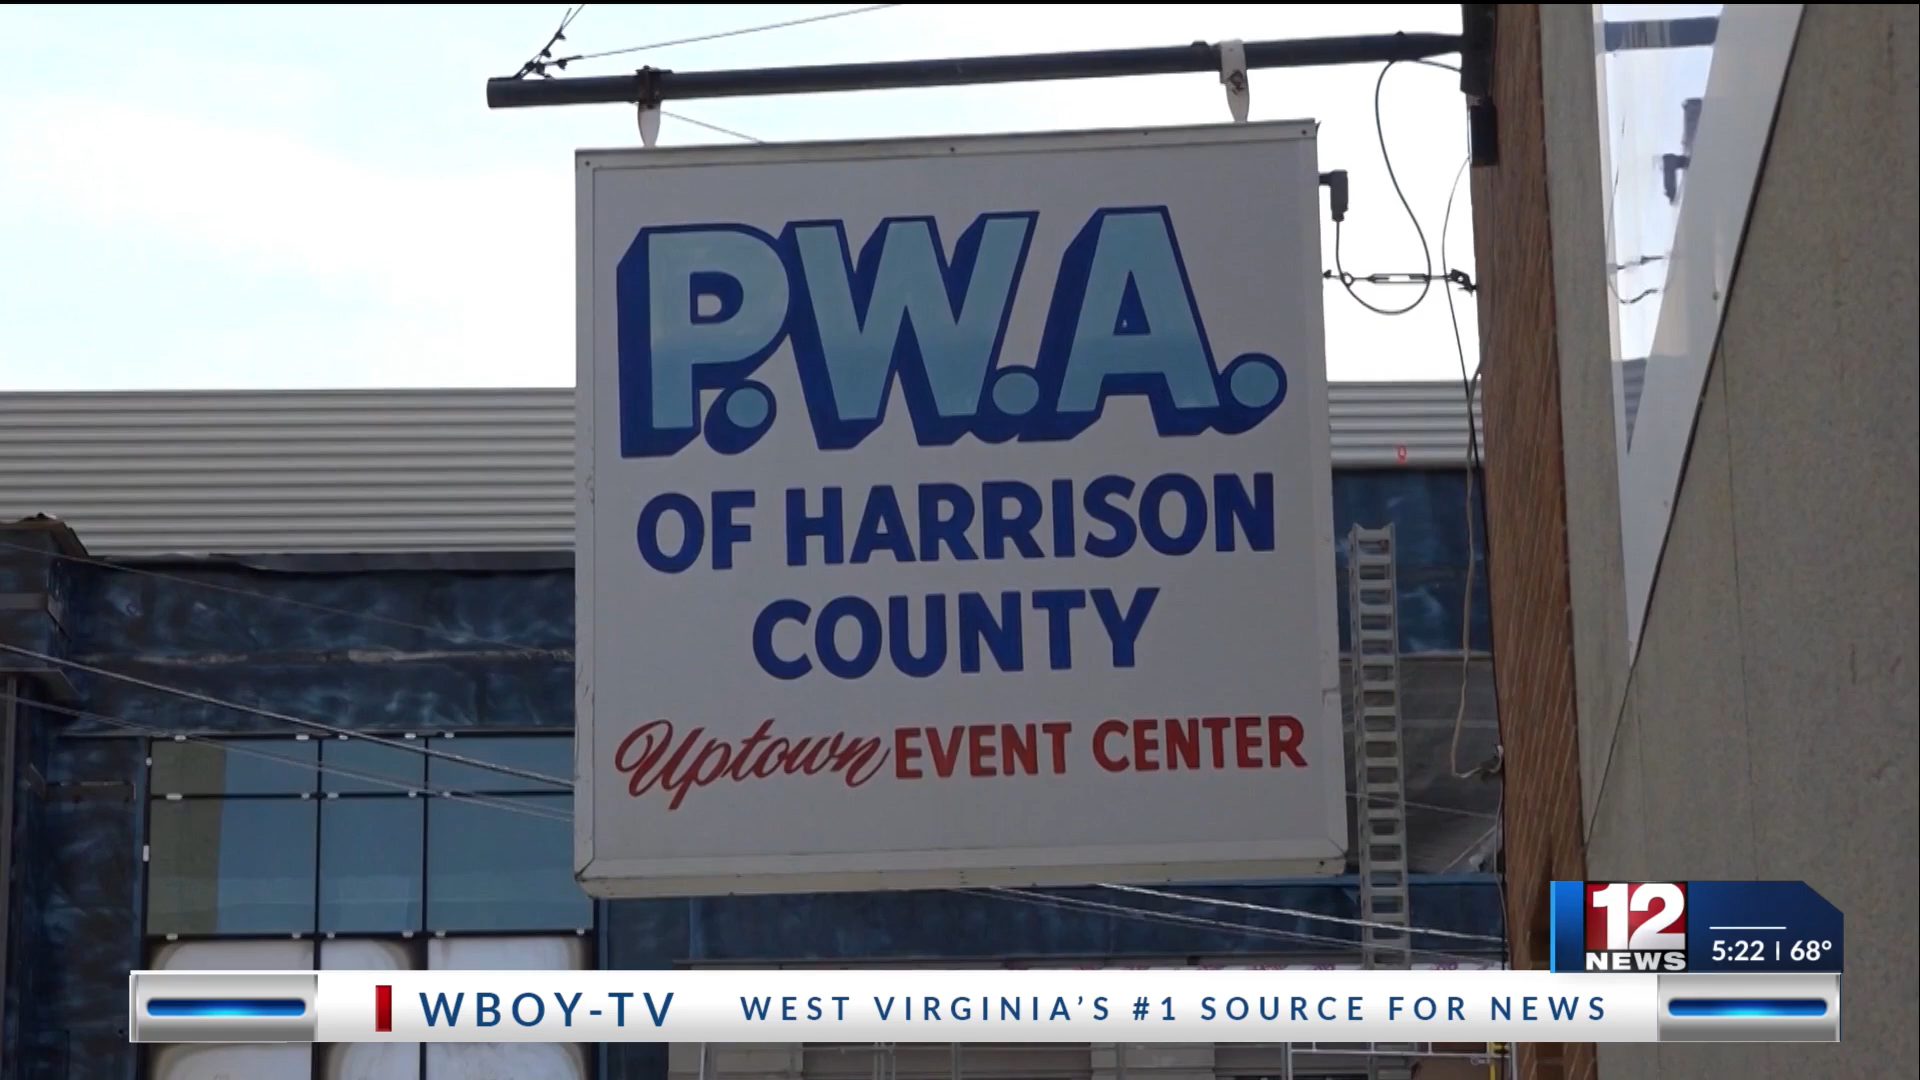 P.W.A.
OF HARRISON
COUNTY
Uptown EVENT CENTER
12
NEWS
5:22 | 68°
WBOY-TV WEST VIRGINIA'S #1 SOURCE FOR NEWS